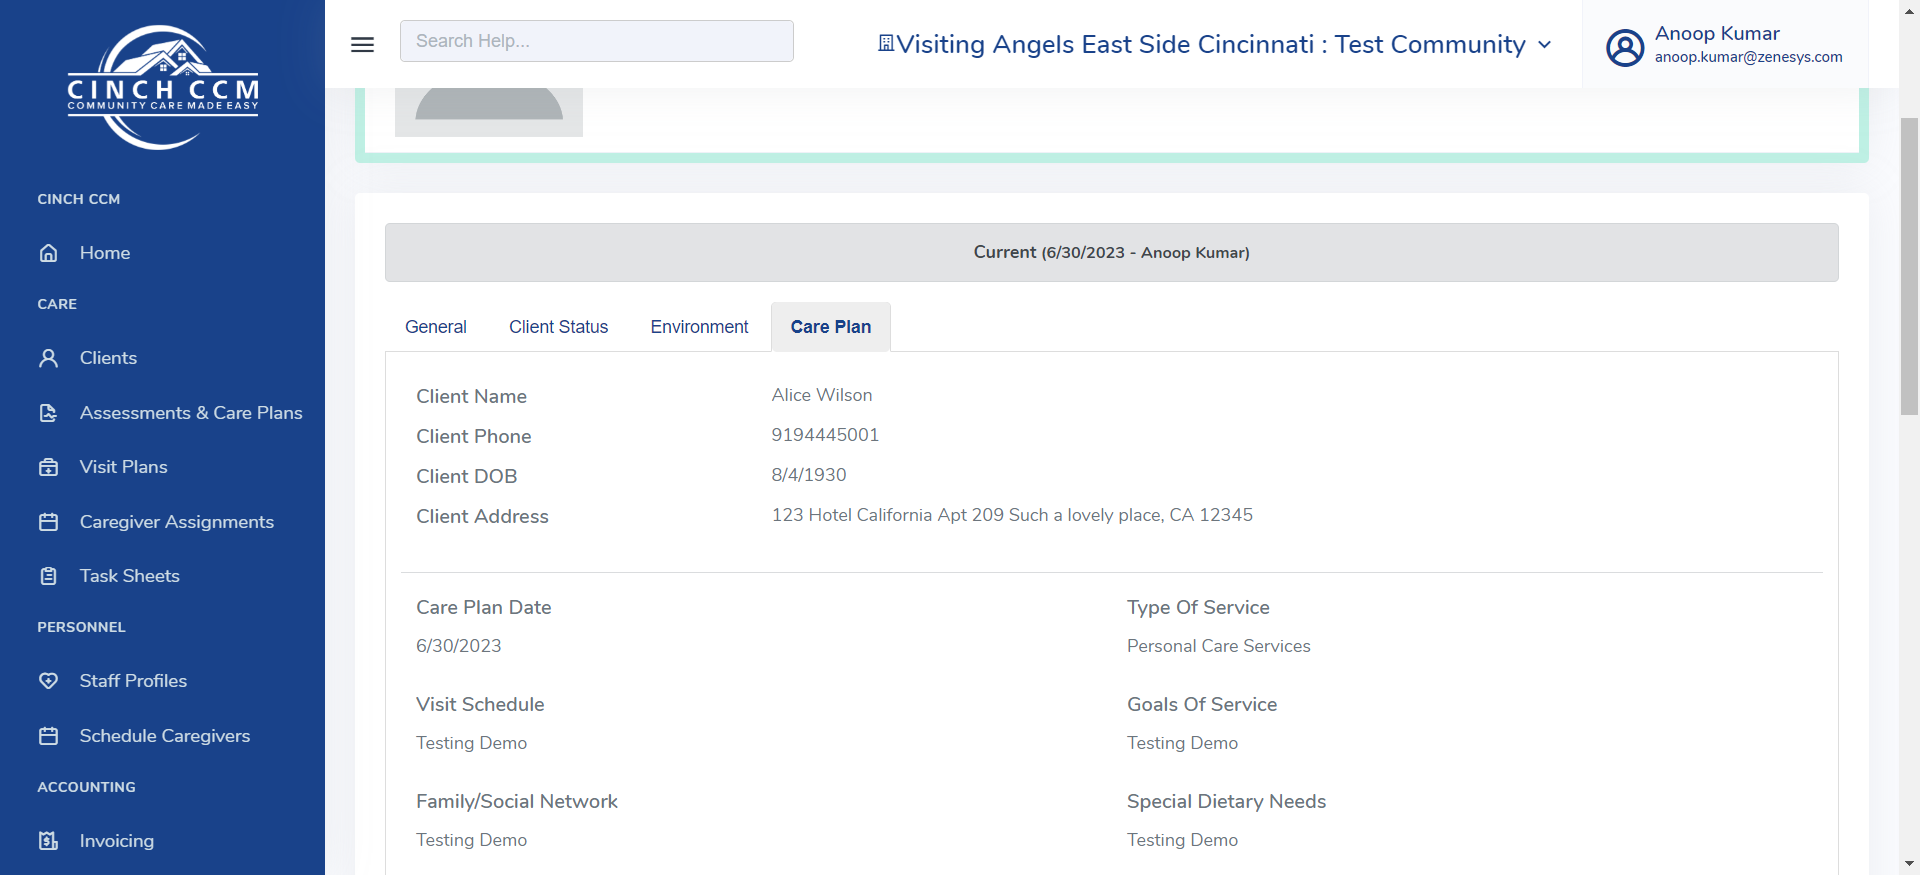 CINCH CCM
COMMUNITY CARE MADE EASY
CINCH CCM
Home
CARE
Clients
Assessments & Care Plans
Visit Plans
Caregiver Assignments
Task Sheets
PERSONNEL
Staff Profiles
Schedule Caregivers
ACCOUNTING
Invoicing
Search Help...
Visiting Angels East Side Cincinnati : Test Community
Anoop Kumar
anoop.kumar@zenesys.com
Current (6/30/2023 - Anoop Kumar)
General Client Status Environment Care Plan
Client Name Alice Wilson
Client Phone 9194445001
Client DOB 8/4/1930
Client Address 123 Hotel California Apt 209 Such a lovely place, CA 12345
Care Plan Date Type Of Service
6/30/2023 Personal Care Services
Visit Schedule Goals Of Service
Testing Demo Testing Demo
Family/Social Network Special Dietary Needs
Testing Demo Testing Demo